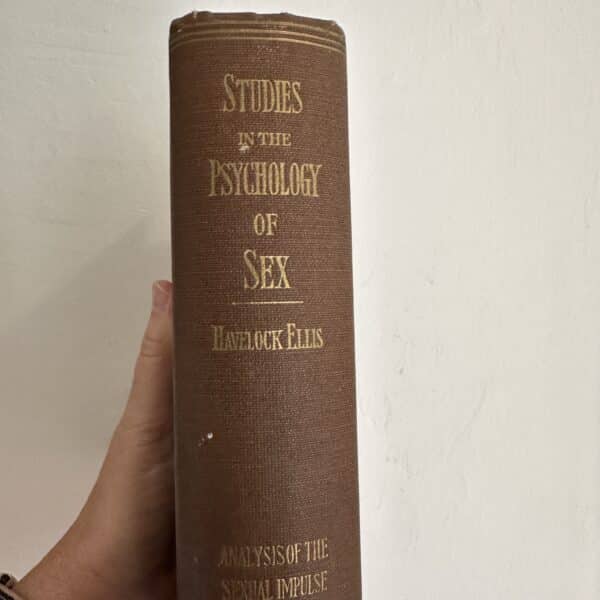 STUDIES
IN THE
PSYCHOLOGY
OF
SEX
HAVELOCK ELLIS
ANALYSIS OF THE
SEXUAL IMPULSE